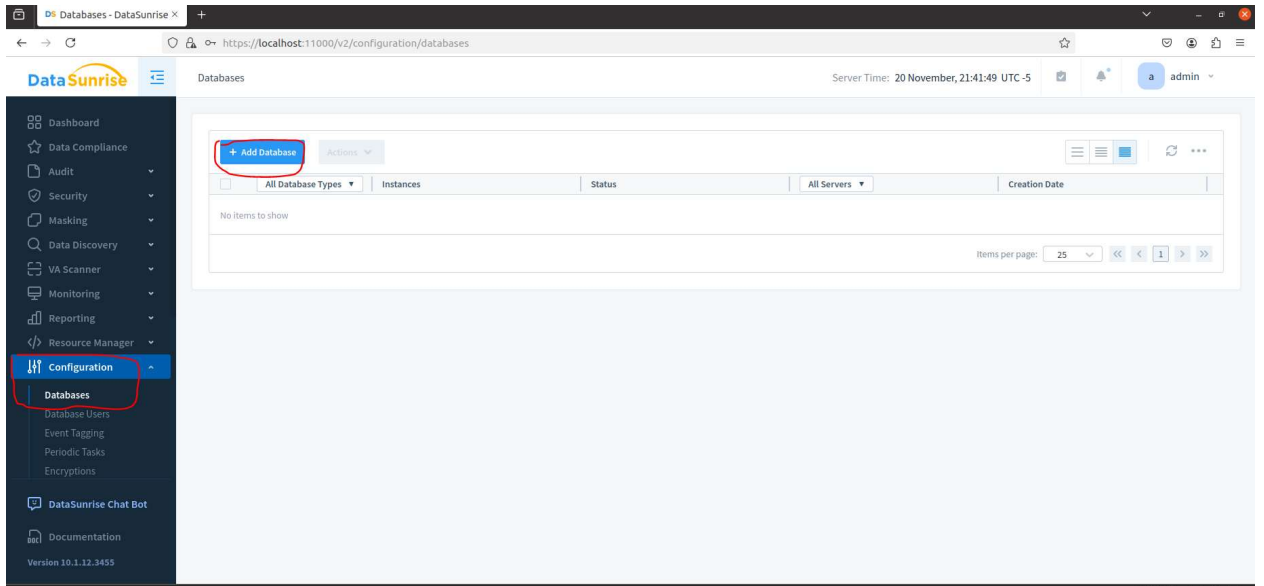 DS Databases - DataSunrise
https://localhost:11000/v2/configuration/databases
DataSunrise
Databases
Server Time: 20 November, 21:41:49 UTC -5
a admin
Dashboard
Data Compliance
Audit
Security
Masking
Data Discovery
VA Scanner
Monitoring
Reporting
Resource Manager
Configuration
Databases
Database Users
Event Tagging
Periodic Tasks
Encryptions
DataSunrise Chat Bot
DOC Documentation
Version 10.1.12.3455
+ Add Database Actions
All Database Types Instances Status All Servers Creation Date
No items to show
Items per page: 25 1